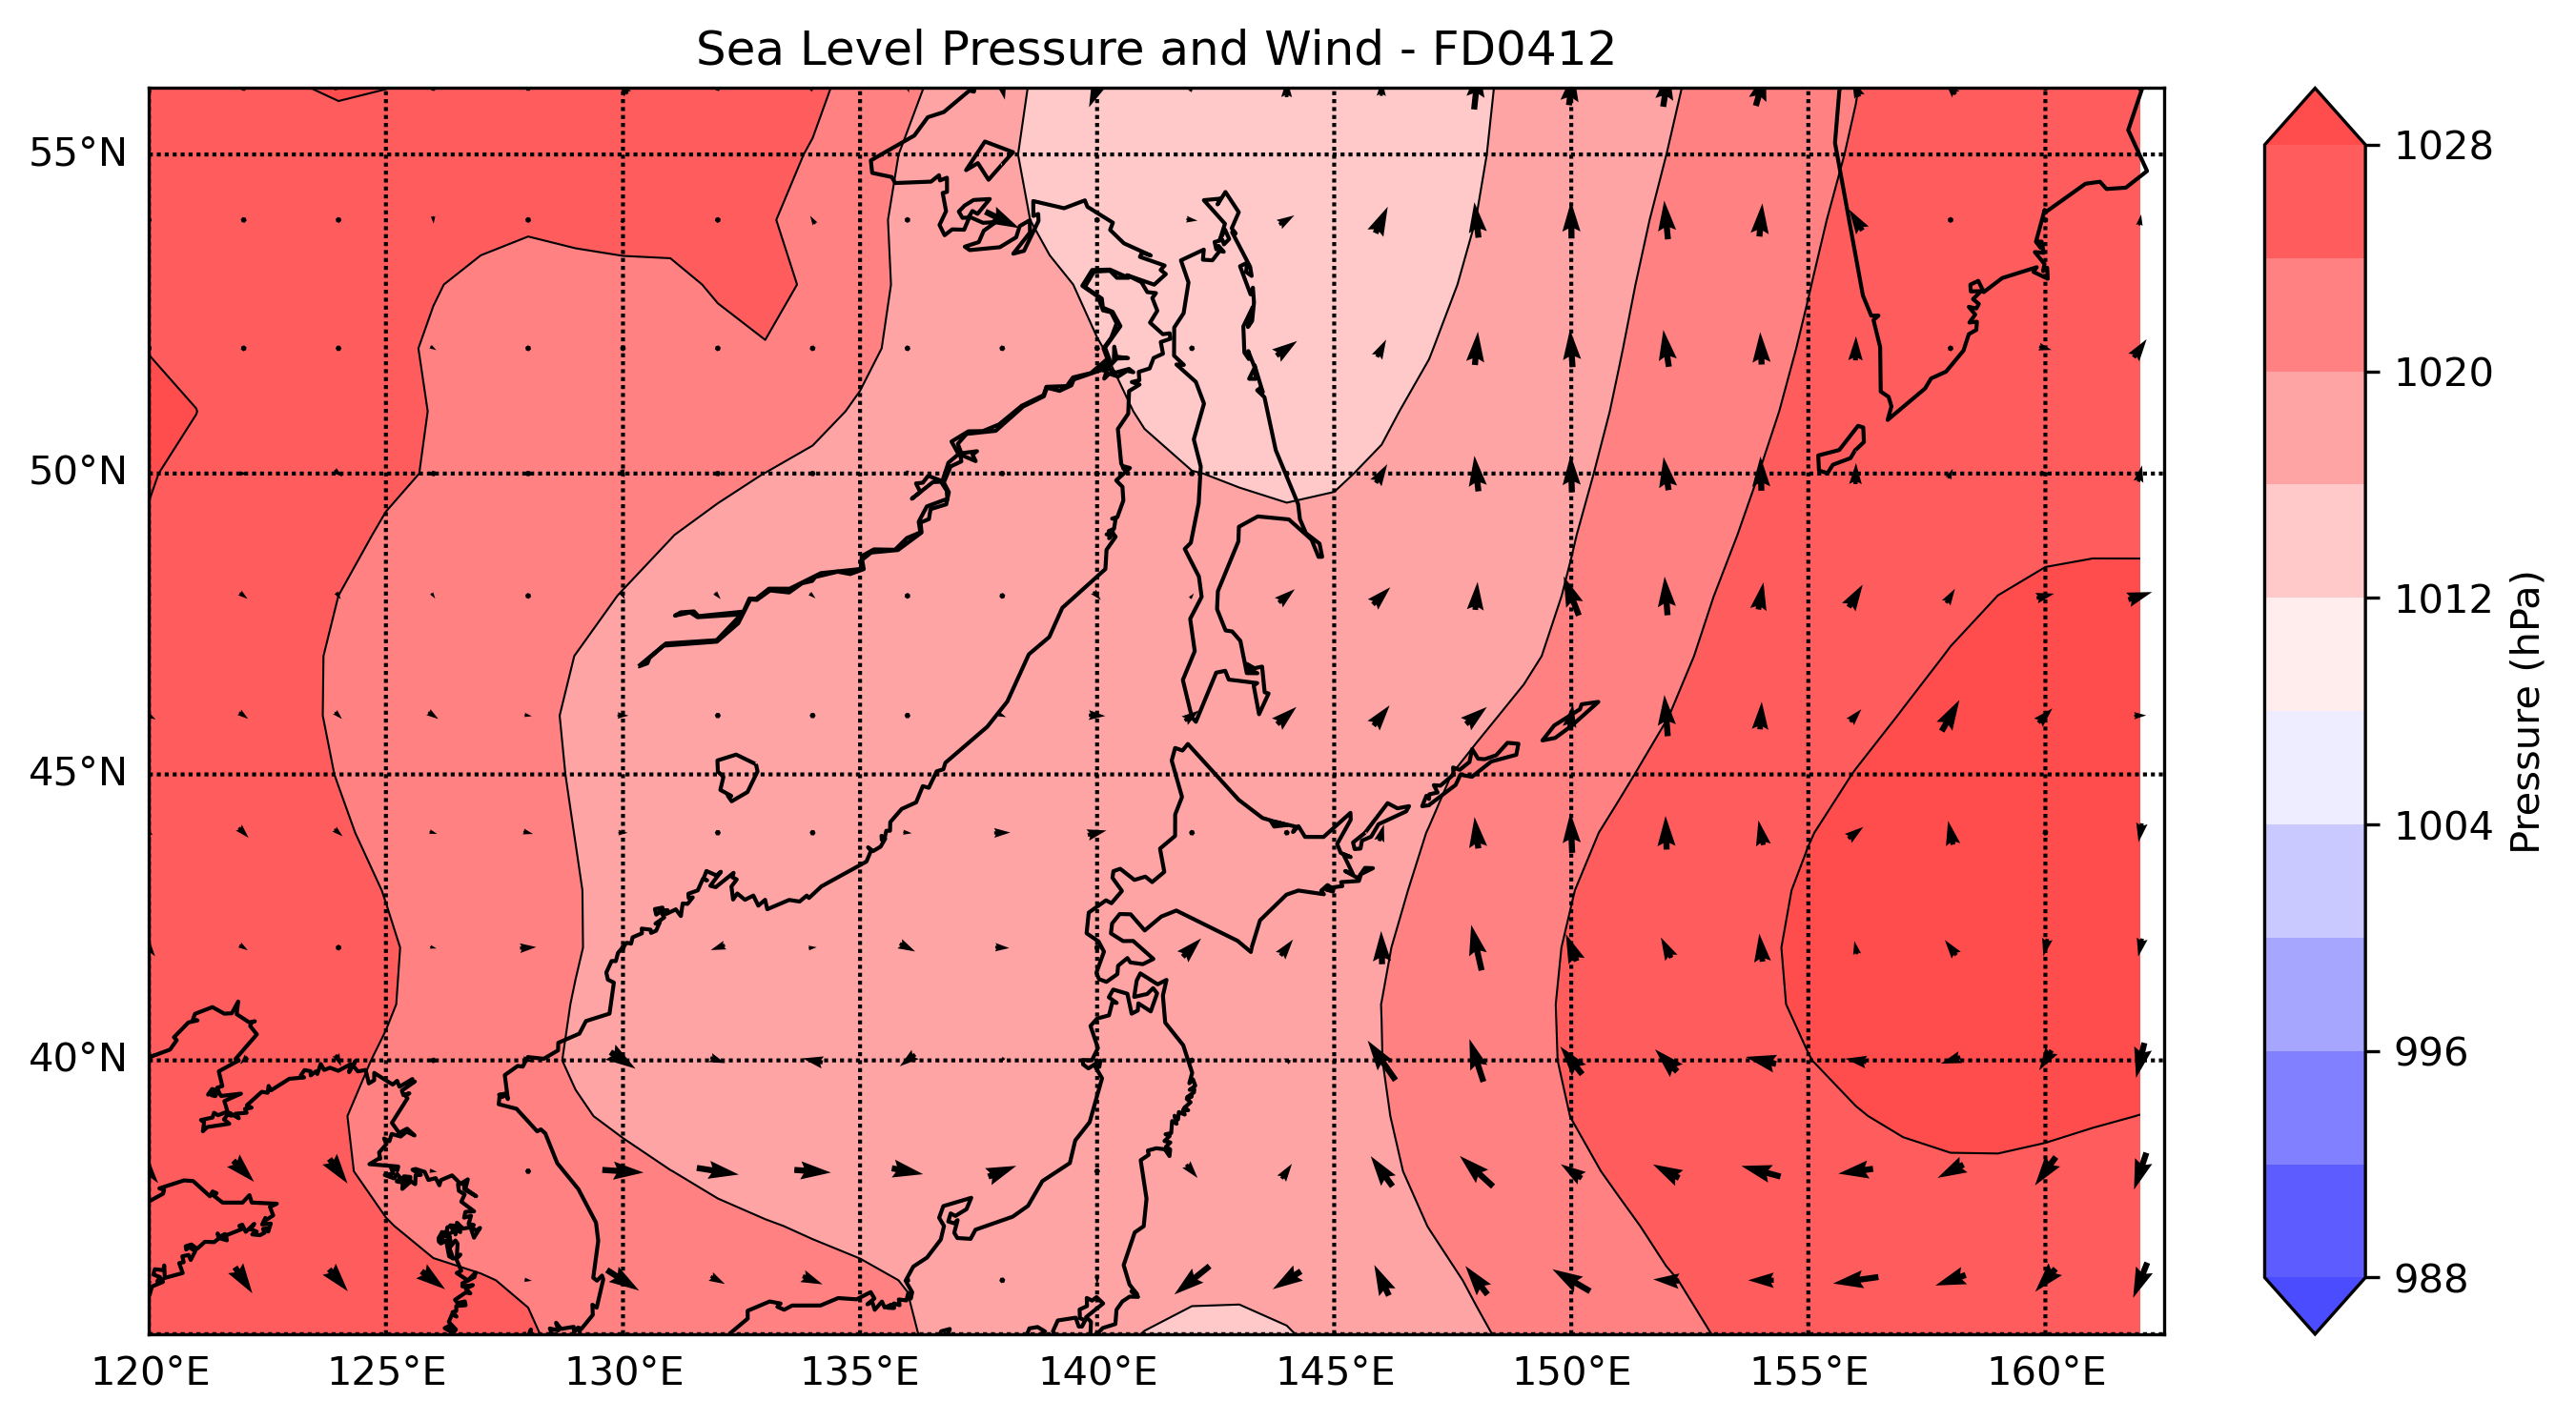 Sea Level Pressure and Wind - FD0412
55°N
50°N
45°N
40°N
120°E 125°E 130°E 135°E 140°E 145°E 150°E 155°E 160°E
1028
1020
1012
1004
996
988
Pressure (hPa)